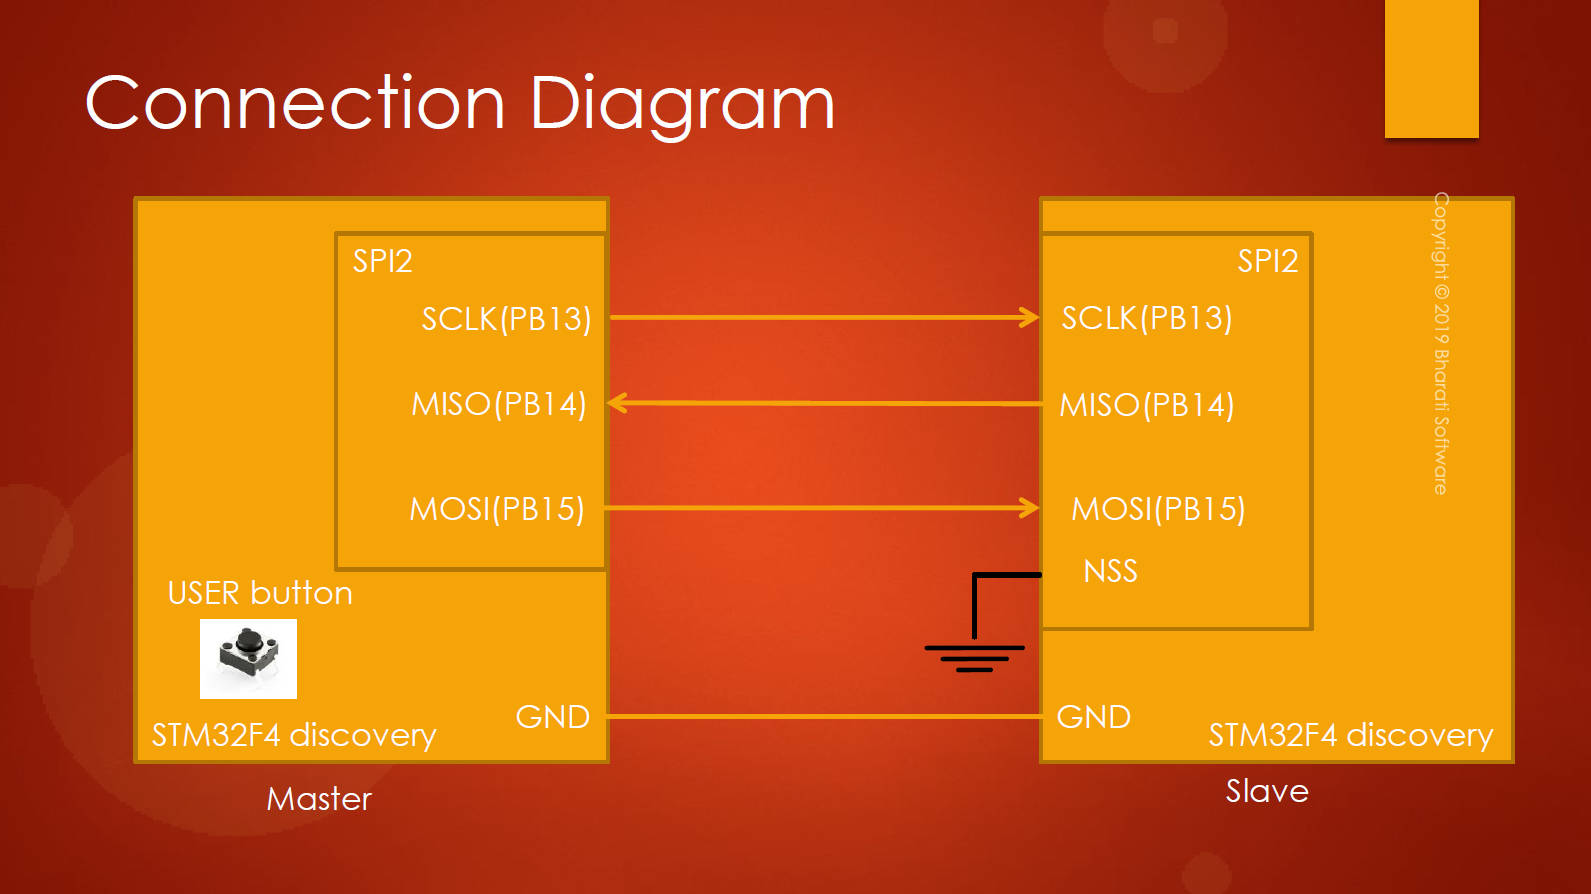 Connection Diagram
SPI2
SCLK(PB13)
MISO(PB14)
MOSI(PB15)
USER button
GND
STM32F4 discovery
Master
SPI2
SCLK(PB13)
MISO(PB14)
MOSI(PB15)
NSS
GND
STM32F4 discovery
Slave
Copyright © 2019 Bharati Software